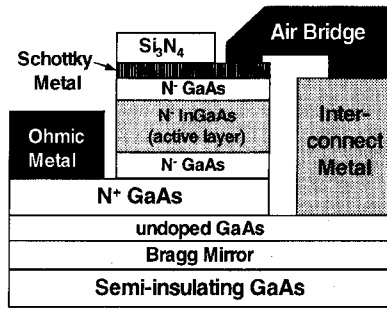 Si₃N₄
Air Bridge
Schottky
Metal
N⁻ GaAs
N⁻ InGaAs
(active layer)
Inter-
connect
Metal
Ohmic
Metal
N⁻ GaAs
N⁺ GaAs
undoped GaAs
Bragg Mirror
Semi-insulating GaAs